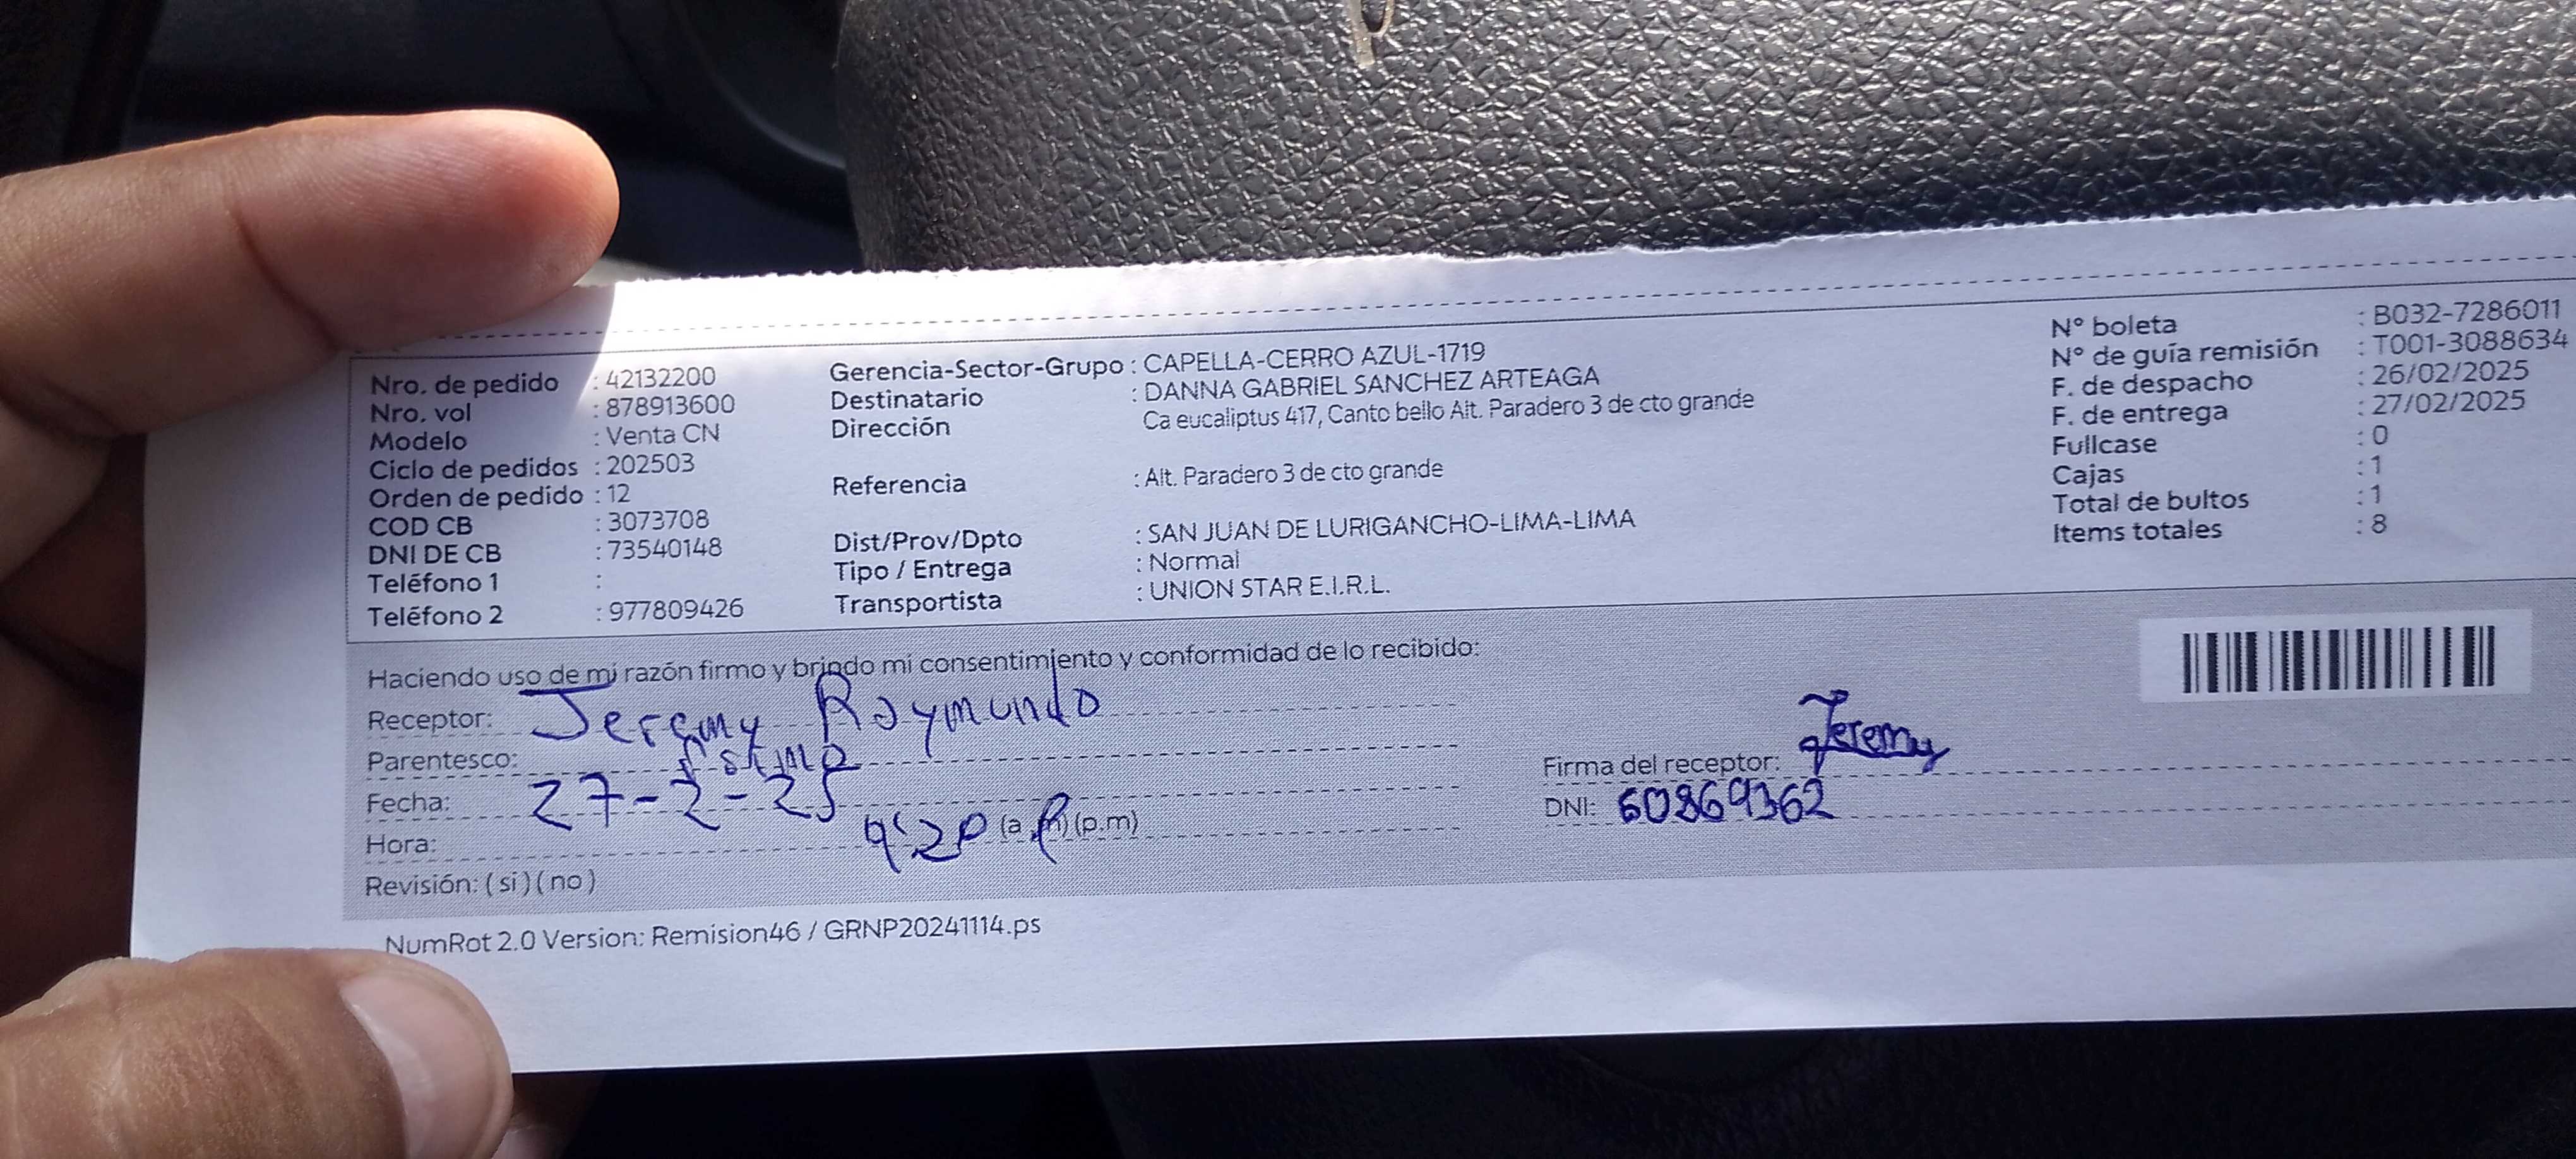 Nro. de pedido : 42132200
Nro. vol : 878913600
Modelo : Venta CN
Ciclo de pedidos : 202503
Orden de pedido : 12
COD CB : 3073708
DNI DE CB : 73540148
Teléfono 1 :
Teléfono 2 : 977809426
Gerencia-Sector-Grupo : CAPELLA-CERRO AZUL-1719
Destinatario : DANNA GABRIEL SANCHEZ ARTEAGA
Dirección Ca eucaliptus 417, Canto bello Alt. Paradero 3 de cto grande
Referencia : Alt. Paradero 3 de cto grande
Dist/Prov/Dpto : SAN JUAN DE LURIGANCHO-LIMA-LIMA
Tipo / Entrega : Normal
Transportista : UNION STAR E.I.R.L.
N° boleta : B032-7286011
N° de guía remisión : T001-3088634
F. de despacho : 26/02/2025
F. de entrega : 27/02/2025
Fullcase : 0
Cajas : 1
Total de bultos : 1
Items totales : 8
Haciendo uso de mi razón firmo y brindo mi consentimiento y conformidad de lo recibido:
Receptor: Jeremy Raymundo
Parentesco:
Fecha: 27-2-25
Hora: 9:20 (a.m) (p.m)
Revisión: (si) (no)
Firma del receptor: Jeremy
DNI: 60869362
NumRot 2.0 Version: Remision46 / GRNP20241114.ps